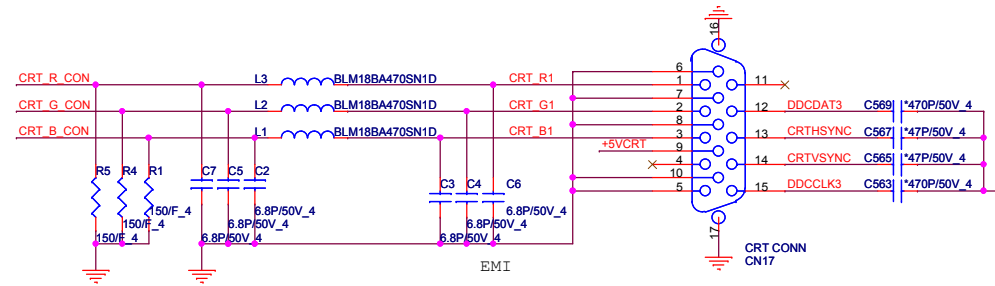 16
CRT_R_CON
L3
BLM18BA470SN1D
CRT_R1
6
1
11
7
CRT_G_CON
L2
BLM18BA470SN1D
CRT_G1
2
12
DDCDAT3
C569
*470P/50V_4
8
CRT_B_CON
L1
BLM18BA470SN1D
CRT_B1
3
13
CRTHSYNC
C567
*47P/50V_4
+5VCRT
9
4
14
CRTVSYNC
C565
*47P/50V_4
R5
R4
R1
C7
C5
C2
C3
C4
C6
10
5
15
DDCCLK3
C563
*470P/50V_4
150/F_4
150/F_4
150/F_4
6.8P/50V_4
6.8P/50V_4
6.8P/50V_4
6.8P/50V_4
6.8P/50V_4
6.8P/50V_4
17
CRT CONN
CN17
EMI